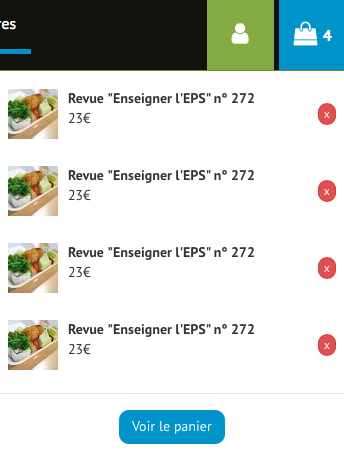 res
4
Revue "Enseigner l'EPS" n° 272
23€
x
Revue "Enseigner l'EPS" n° 272
23€
x
Revue "Enseigner l'EPS" n° 272
23€
x
Revue "Enseigner l'EPS" n° 272
23€
x
Voir le panier